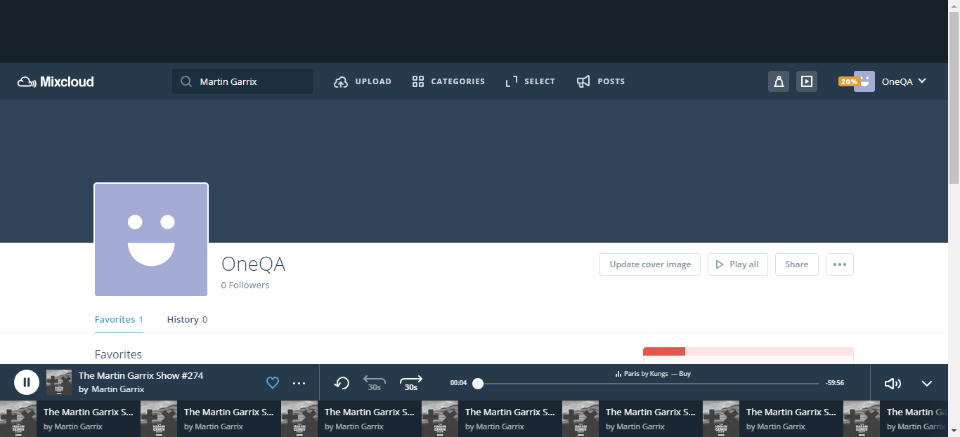 Mixcloud
Martin Garrix
UPLOAD
CATEGORIES
SELECT
POSTS
20%
OneQA
OneQA
0 Followers
Update cover image
Play all
Share
Favorites 1
History 0
Favorites
The Martin Garrix Show #274
by Martin Garrix
30s
30s
00:04
Paris by Kungs — Buy
-59:56
The Martin Garrix S...
by Martin Garrix
The Martin Garrix S...
by Martin Garrix
The Martin Garrix S...
by Martin Garrix
The Martin Garrix S...
by Martin Garrix
The Martin Garrix S...
by Martin Garrix
The Martin Garrix S...
by Martin Garrix
The Martin G
by Martin Garrix